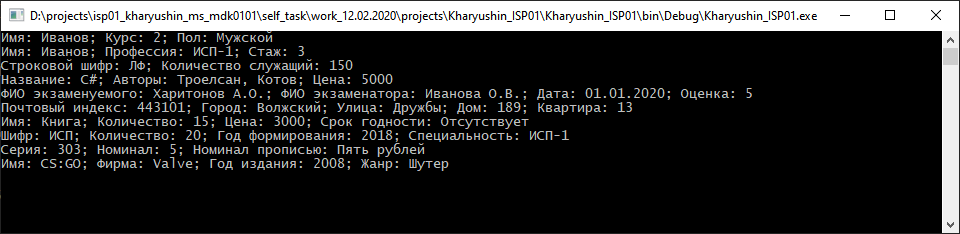 D:\projects\isp01_kharyushin_ms_mdk0101\self_task\work_12.02.2020\projects\Kharyushin_ISP01\Kharyushin_ISP01\bin\Debug\Kharyushin_ISP01.exe
Имя: Иванов; Курс: 2; Пол: Мужской
Имя: Иванов; Профессия: ИСП-1; Стаж: 3
Строковой шифр: ЛФ; Количество служащий: 150
Название: C#; Авторы: Троелсан, Котов; Цена: 5000
ФИО экзаменуемого: Харитонов А.О.; ФИО экзаменатора: Иванова О.В.; Дата: 01.01.2020; Оценка: 5
Почтовый индекс: 443101; Город: Волжский; Улица: Дружбы; Дом: 189; Квартира: 13
Имя: Книга; Количество: 15; Цена: 3000; Срок годности: Отсутствует
Шифр: ИСП; Количество: 20; Год формирования: 2018; Специальность: ИСП-1
Серия: 303; Номинал: 5; Номинал прописью: Пять рублей
Имя: CS:GO; Фирма: Valve; Год издания: 2008; Жанр: Шутер